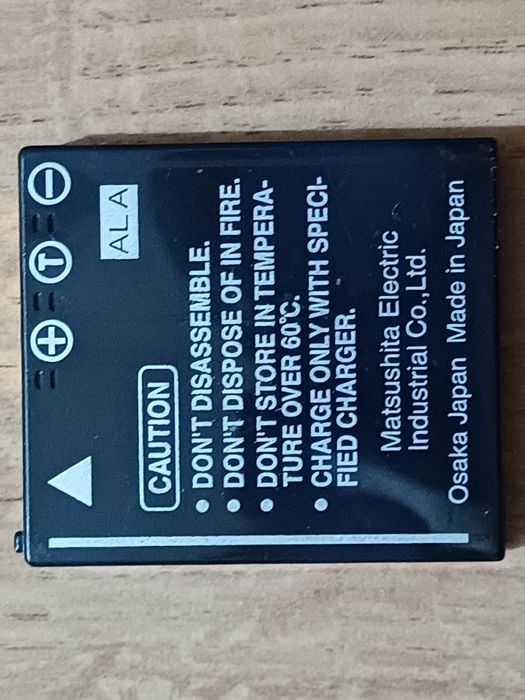 + T −
ALA
CAUTION
• DON'T DISASSEMBLE.
• DON'T DISPOSE OF IN FIRE.
• DON'T STORE IN TEMPERA-
TURE OVER 60°C.
• CHARGE ONLY WITH SPECI-
FIED CHARGER.
Matsushita Electric
Industrial Co.,Ltd.
Osaka Japan Made in Japan